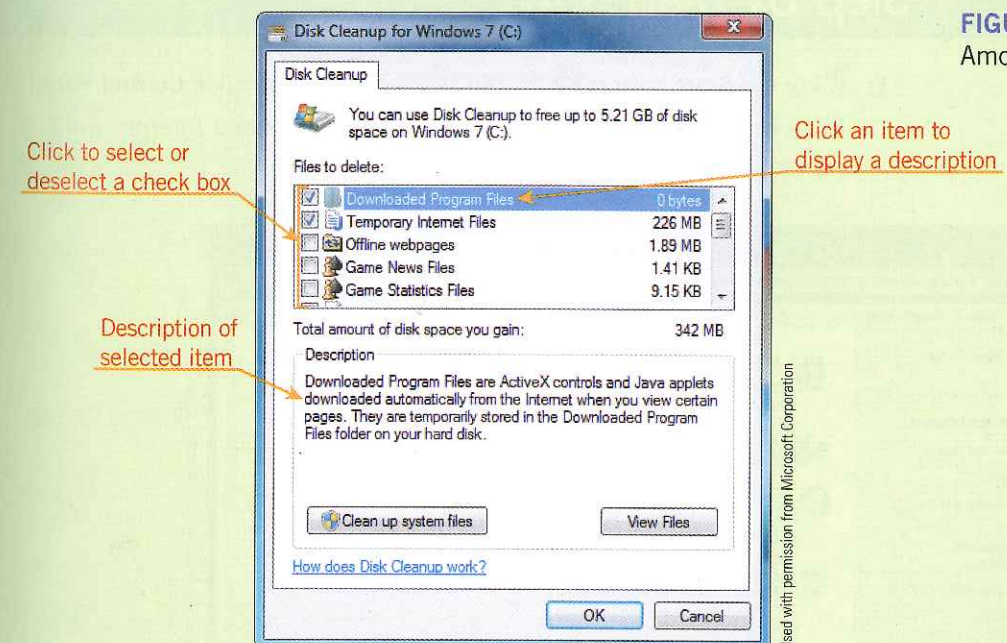 FIGU
Amo
Disk Cleanup for Windows 7 (C:)
Disk Cleanup
You can use Disk Cleanup to free up to 5.21 GB of disk
space on Windows 7 (C:).
Click an item to
display a description
Click to select or
deselect a check box
Files to delete:
Downloaded Program Files 0 bytes
Temporary Internet Files 226 MB
Offline webpages 1.89 MB
Game News Files 1.41 KB
Game Statistics Files 9.15 KB
Total amount of disk space you gain: 342 MB
Description of
selected item
Description
Downloaded Program Files are ActiveX controls and Java applets
downloaded automatically from the Internet when you view certain
pages. They are temporarily stored in the Downloaded Program
Files folder on your hard disk.
Clean up system files View Files
How does Disk Cleanup work?
OK Cancel
sed with permission from Microsoft Corporation